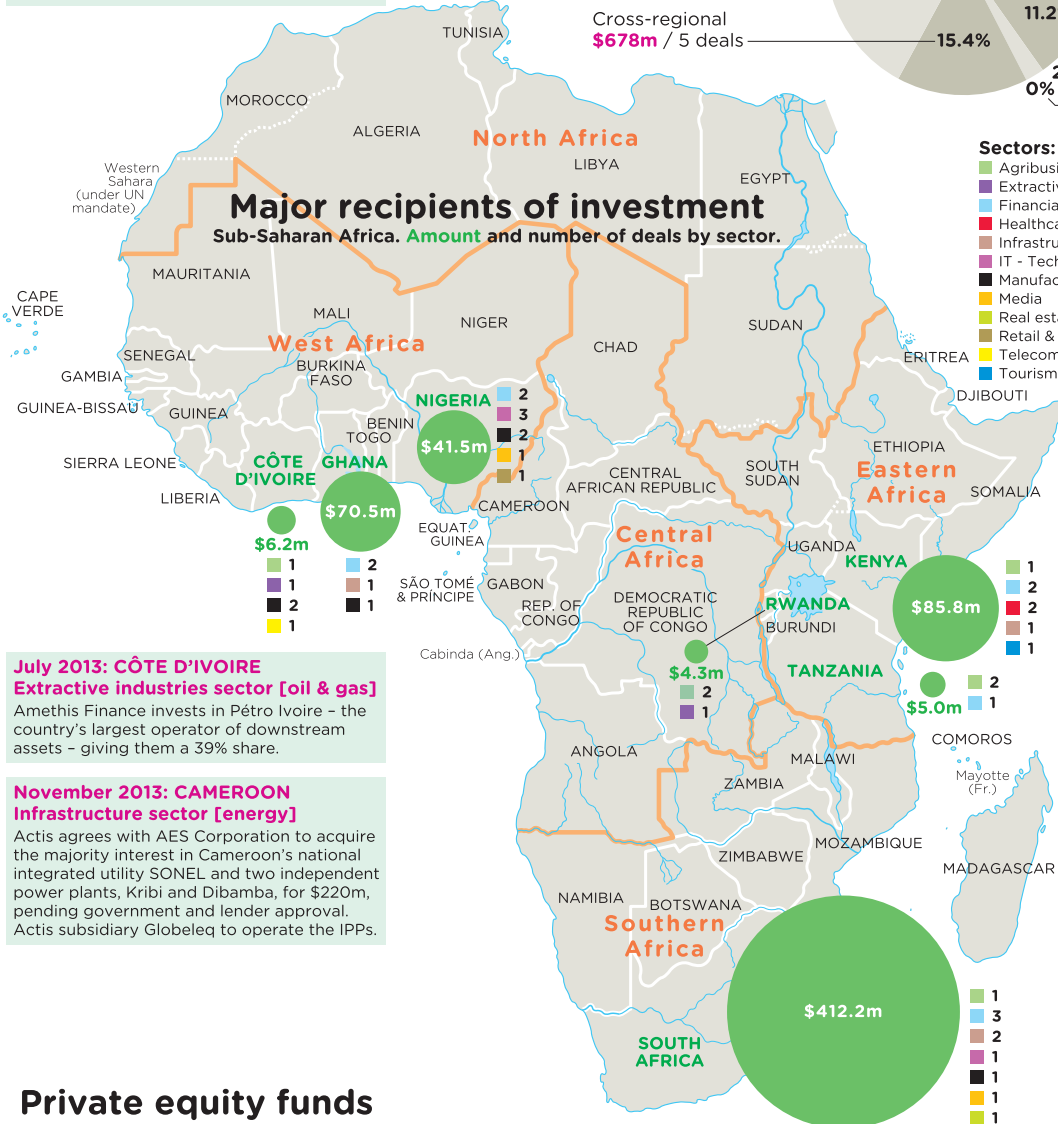 Cross-regional
$678m / 5 deals
15.4%
11.2
0%
Sectors:
Media
Tourism
TUNISIA
MOROCCO
ALGERIA
North Africa
LIBYA
EGYPT
Western
Sahara
(under UN
mandate)
Major recipients of investment
Sub-Saharan Africa. Amount and number of deals by sector.
MAURITANIA
CAPE
VERDE
MALI
NIGER
CHAD
SUDAN
West Africa
SENEGAL
BURKINA
FASO
ERITREA
GAMBIA
DJIBOUTI
GUINEA-BISSAU
GUINEA
NIGERIA
$41.5m
2
3
2
1
1
BENIN
TOGO
SIERRA LEONE
LIBERIA
CÔTE
D'IVOIRE
GHANA
$70.5m
$6.2m
1
1
2
1
2
1
1
CENTRAL
AFRICAN REPUBLIC
SOUTH
SUDAN
ETHIOPIA
Eastern
Africa
SOMALIA
CAMEROON
EQUAT.
GUINEA
Central
Africa
UGANDA
KENYA
$85.8m
1
2
2
1
1
SÃO TOMÉ
& PRÍNCIPE
GABON
REP. OF
CONGO
DEMOCRATIC
REPUBLIC
OF CONGO
RWANDA
BURUNDI
Cabinda (Ang.)
$4.3m
2
1
TANZANIA
$5.0m
2
1
July 2013: CÔTE D'IVOIRE
Extractive industries sector [oil & gas]
Amethis Finance invests in Pétro Ivoire – the
country's largest operator of downstream
assets – giving them a 39% share.
November 2013: CAMEROON
Infrastructure sector [energy]
Actis agrees with AES Corporation to acquire
the majority interest in Cameroon's national
integrated utility SONEL and two independent
power plants, Kribi and Dibamba, for $220m,
pending government and lender approval.
Actis subsidiary Globeleq to operate the IPPs.
ANGOLA
COMOROS
MALAWI
Mayotte
(Fr.)
ZAMBIA
MOZAMBIQUE
ZIMBABWE
MADAGASCAR
NAMIBIA
BOTSWANA
Southern
Africa
$412.2m
SOUTH
AFRICA
1
3
2
1
1
1
1
Private equity funds